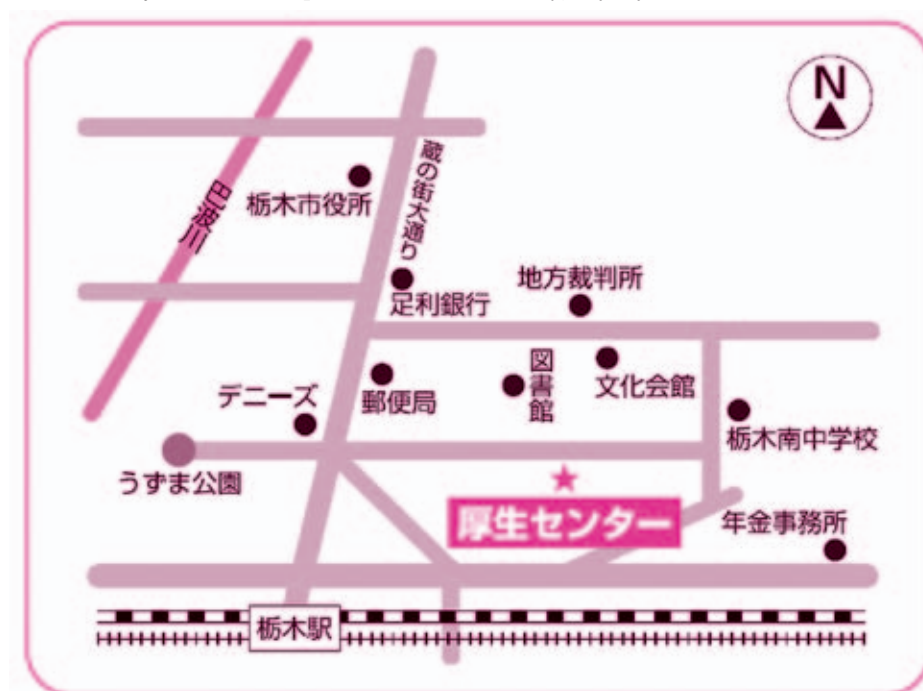 N
蔵の街大通り
栃木市役所
巴波川
足利銀行
地方裁判所
図書館
文化会館
デニーズ
郵便局
栃木南中学校
うずま公園
厚生センター
年金事務所
栃木駅